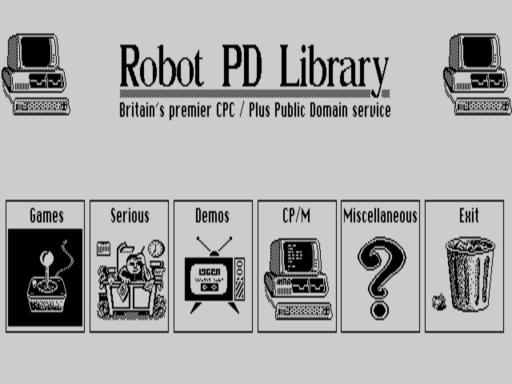 Robot PD Library
Britain's premier CPC / Plus Public Domain service
Games
Serious
Demos
CP/M
Miscellaneous
Exit